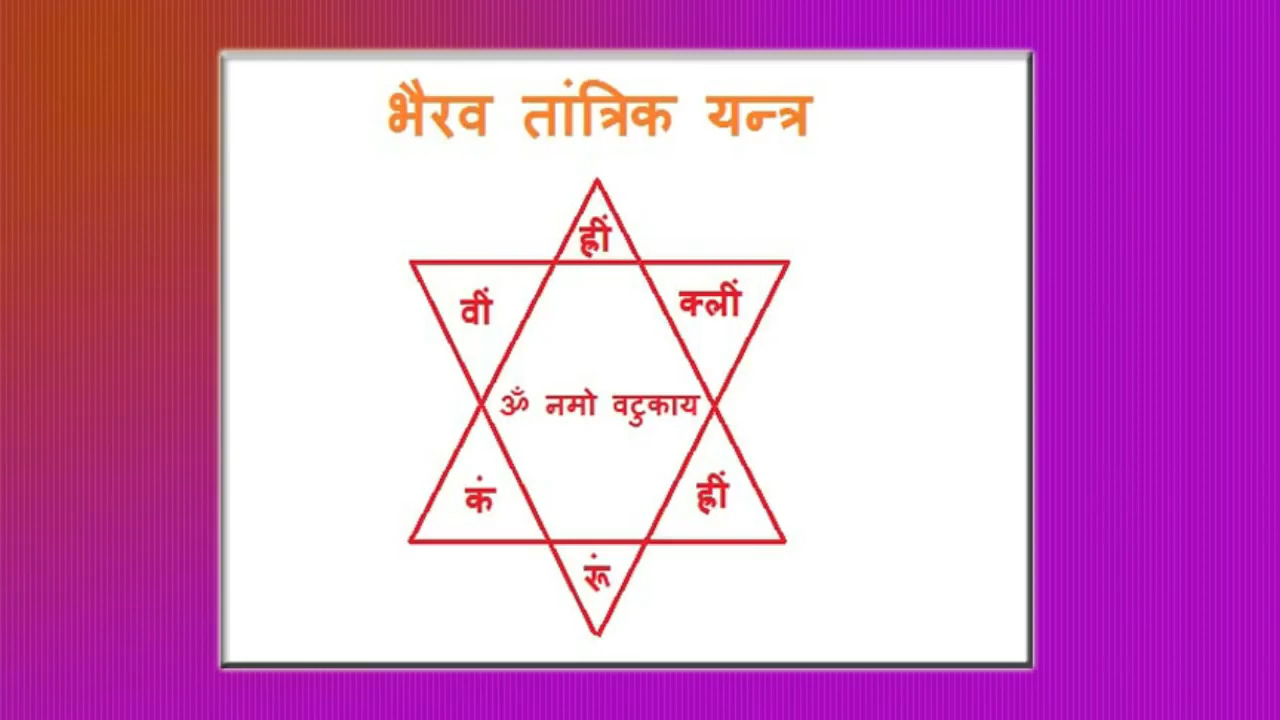 भैरव तांत्रिक यन्त्र
ह्रीं
वीं
क्लीं
ॐ नमो वटुकाय
कं
ह्रीं
रूं